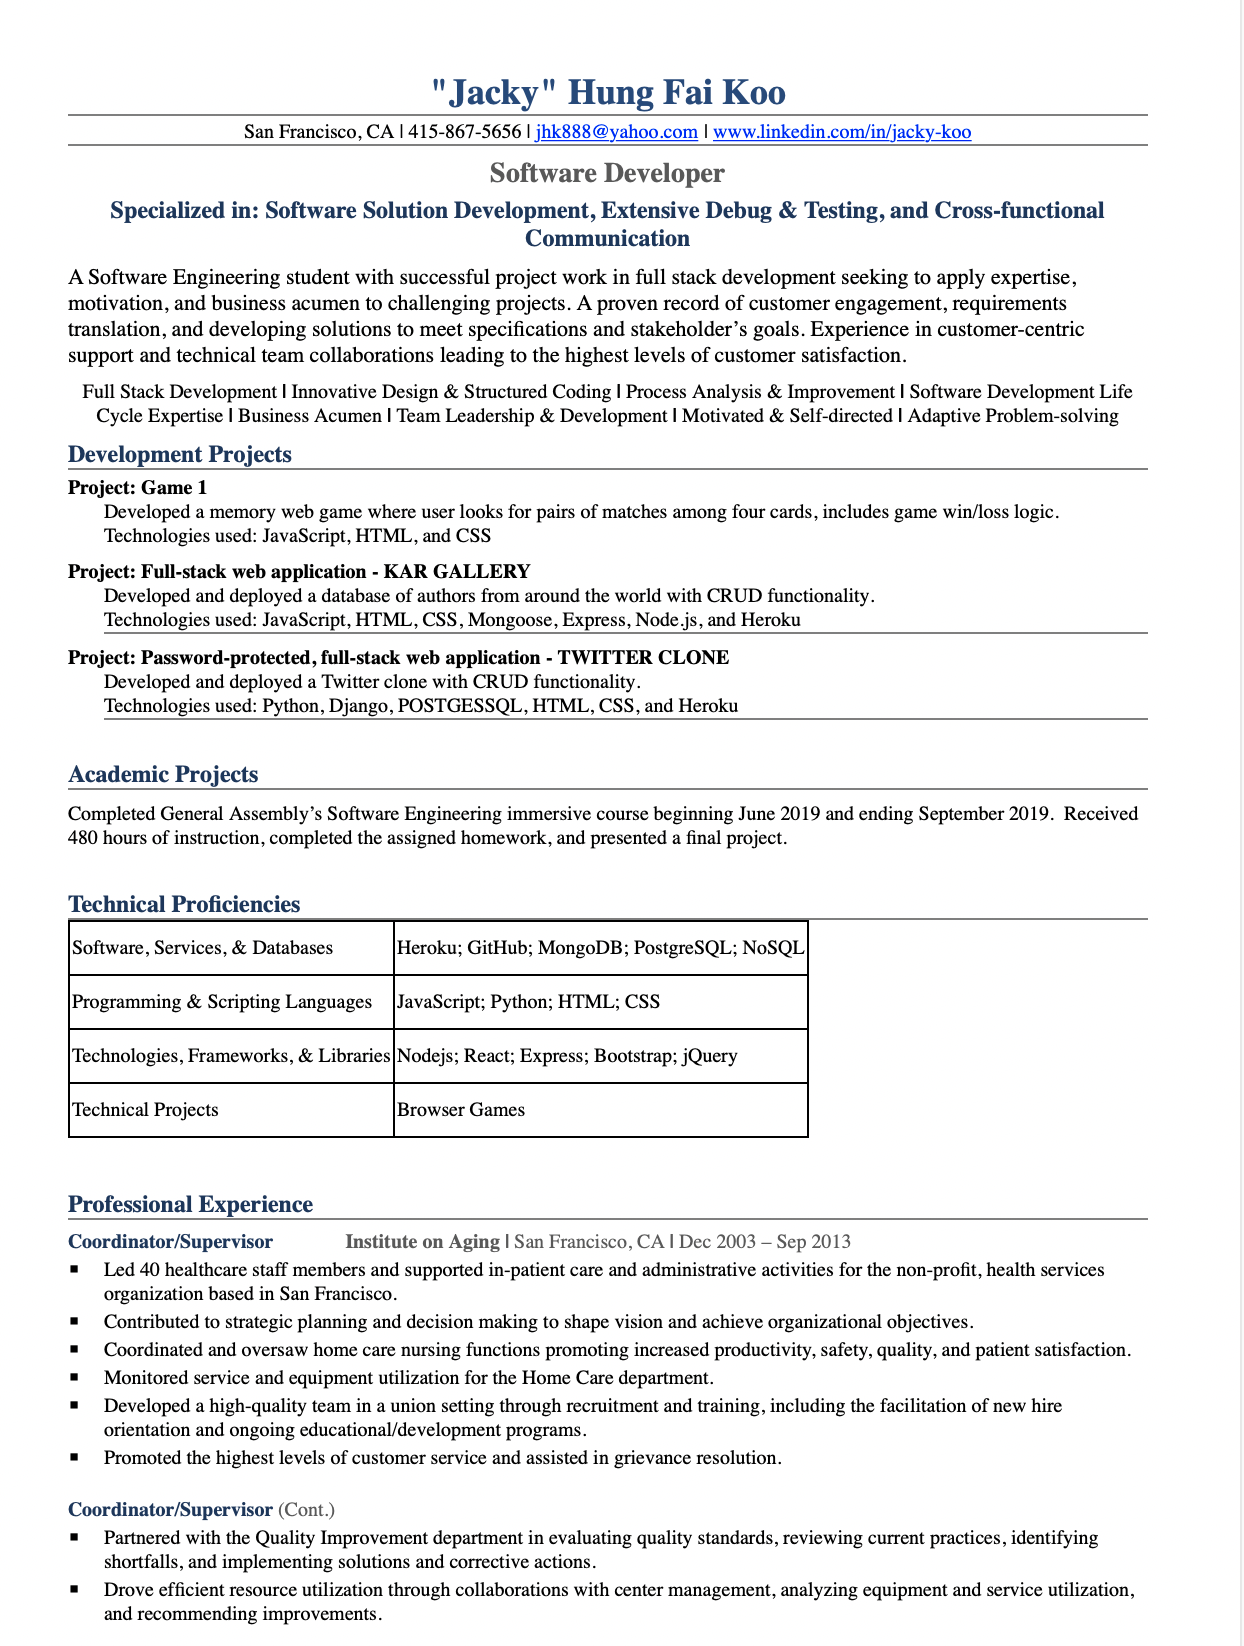 "Jacky" Hung Fai Koo
San Francisco, CA | 415-867-5656 | jhk888@yahoo.com | www.linkedin.com/in/jacky-koo
Software Developer
Specialized in: Software Solution Development, Extensive Debug & Testing, and Cross-functional
Communication
A Software Engineering student with successful project work in full stack development seeking to apply expertise,
motivation, and business acumen to challenging projects. A proven record of customer engagement, requirements
translation, and developing solutions to meet specifications and stakeholder’s goals. Experience in customer-centric
support and technical team collaborations leading to the highest levels of customer satisfaction.
Full Stack Development | Innovative Design & Structured Coding | Process Analysis & Improvement | Software Development Life
Cycle Expertise | Business Acumen | Team Leadership & Development | Motivated & Self-directed | Adaptive Problem-solving
Development Projects
Project: Game 1
Developed a memory web game where user looks for pairs of matches among four cards, includes game win/loss logic.
Technologies used: JavaScript, HTML, and CSS
Project: Full-stack web application - KAR GALLERY
Developed and deployed a database of authors from around the world with CRUD functionality.
Technologies used: JavaScript, HTML, CSS, Mongoose, Express, Node.js, and Heroku
Project: Password-protected, full-stack web application - TWITTER CLONE
Developed and deployed a Twitter clone with CRUD functionality.
Technologies used: Python, Django, POSTGESSQL, HTML, CSS, and Heroku
Academic Projects
Completed General Assembly’s Software Engineering immersive course beginning June 2019 and ending September 2019.  Received
480 hours of instruction, completed the assigned homework, and presented a final project.
Technical Proficiencies
Software, Services, & Databases Heroku; GitHub; MongoDB; PostgreSQL; NoSQL
Programming & Scripting Languages JavaScript; Python; HTML; CSS
Technologies, Frameworks, & Libraries Nodejs; React; Express; Bootstrap; jQuery
Technical Projects Browser Games
Professional Experience
Coordinator/Supervisor Institute on Aging | San Francisco, CA | Dec 2003 – Sep 2013
▪ Led 40 healthcare staff members and supported in-patient care and administrative activities for the non-profit, health services
organization based in San Francisco.
▪ Contributed to strategic planning and decision making to shape vision and achieve organizational objectives.
▪ Coordinated and oversaw home care nursing functions promoting increased productivity, safety, quality, and patient satisfaction.
▪ Monitored service and equipment utilization for the Home Care department.
▪ Developed a high-quality team in a union setting through recruitment and training, including the facilitation of new hire
orientation and ongoing educational/development programs.
▪ Promoted the highest levels of customer service and assisted in grievance resolution.
Coordinator/Supervisor (Cont.)
▪ Partnered with the Quality Improvement department in evaluating quality standards, reviewing current practices, identifying
shortfalls, and implementing solutions and corrective actions.
▪ Drove efficient resource utilization through collaborations with center management, analyzing equipment and service utilization,
and recommending improvements.